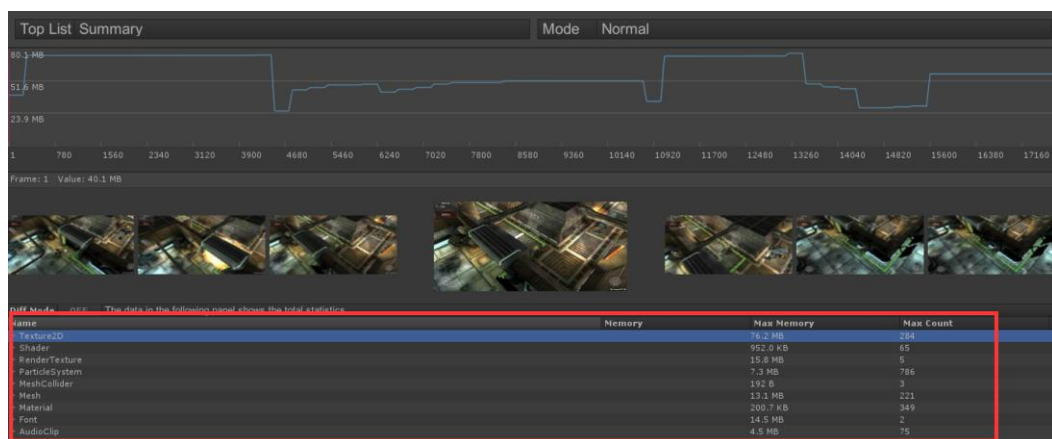 Top List Summary Mode Normal
80.1 MB
51.6 MB
23.9 MB
1 780 1560 2340 3120 3900 4680 5460 6240 7020 7800 8580 9360 10140 10920 11700 12480 13260 14040 14820 15600 16380 17160
Frame: 1 Value: 40.1 MB
Diff Mode OFF The data in the following panel shows the total statistics
Name Memory Max Memory Max Count
Texture2D 76.2 MB 284
Shader 952.0 KB 65
RenderTexture 15.8 MB 5
ParticleSystem 7.3 MB 786
MeshCollider 192 B 3
Mesh 13.1 MB 221
Material 200.7 KB 349
Font 14.5 MB 2
AudioClip 4.5 MB 75